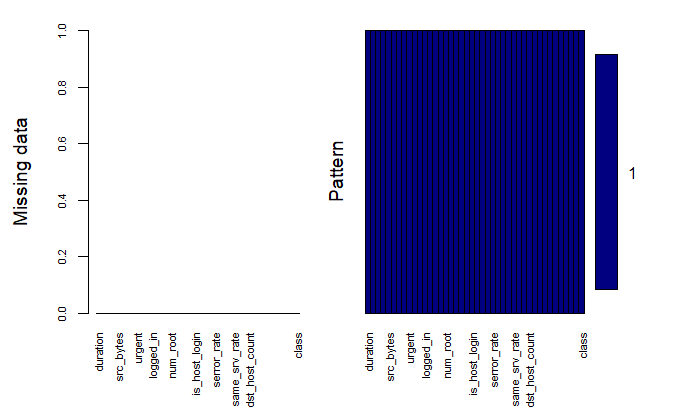 Missing data
1.0
0.8
0.6
0.4
0.2
0.0
duration
src_bytes
urgent
logged_in
num_root
is_host_login
serror_rate
same_srv_rate
dst_host_count
class
Pattern
duration
src_bytes
urgent
logged_in
num_root
is_host_login
serror_rate
same_srv_rate
dst_host_count
class
1